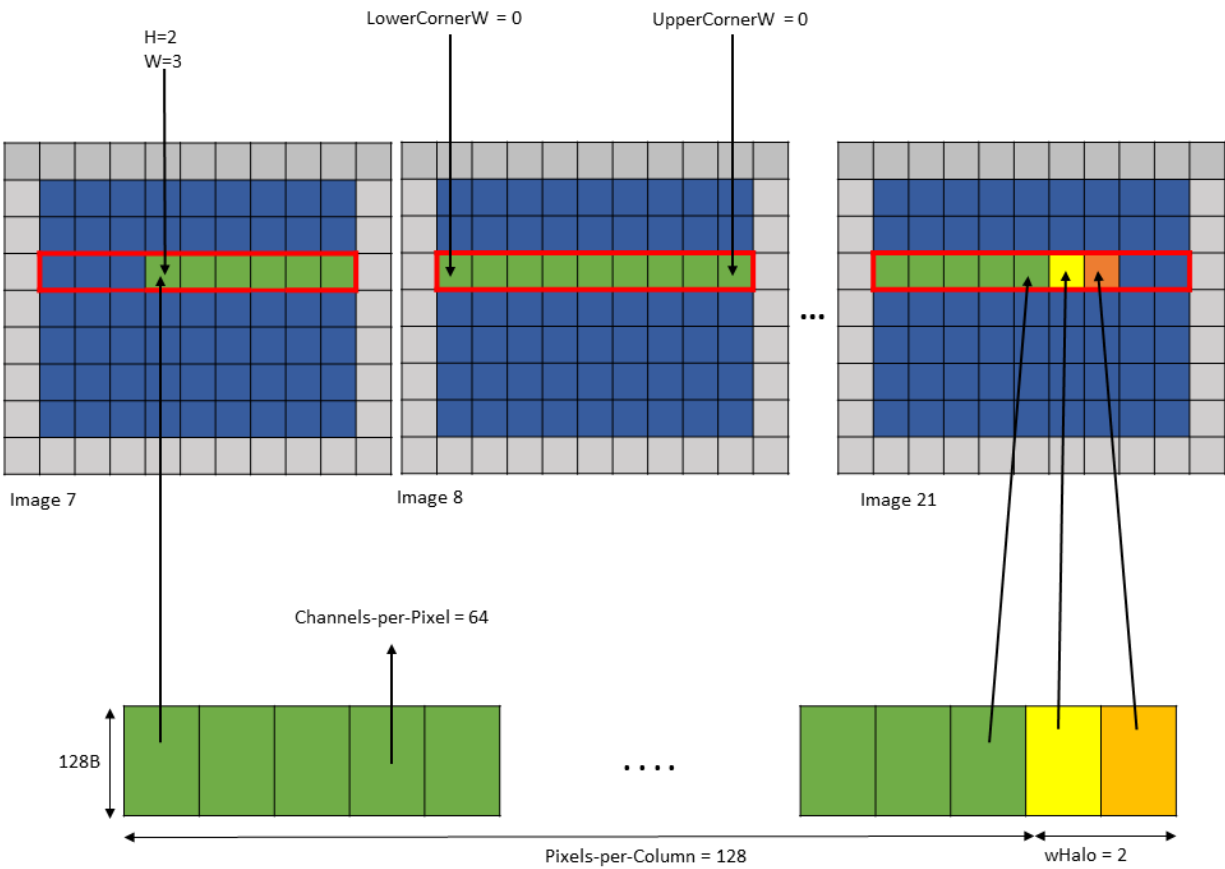 LowerCornerW = 0
UpperCornerW = 0
H=2
W=3
...
Image 7
Image 8
Image 21
Channels-per-Pixel = 64
128B
....
Pixels-per-Column = 128
wHalo = 2